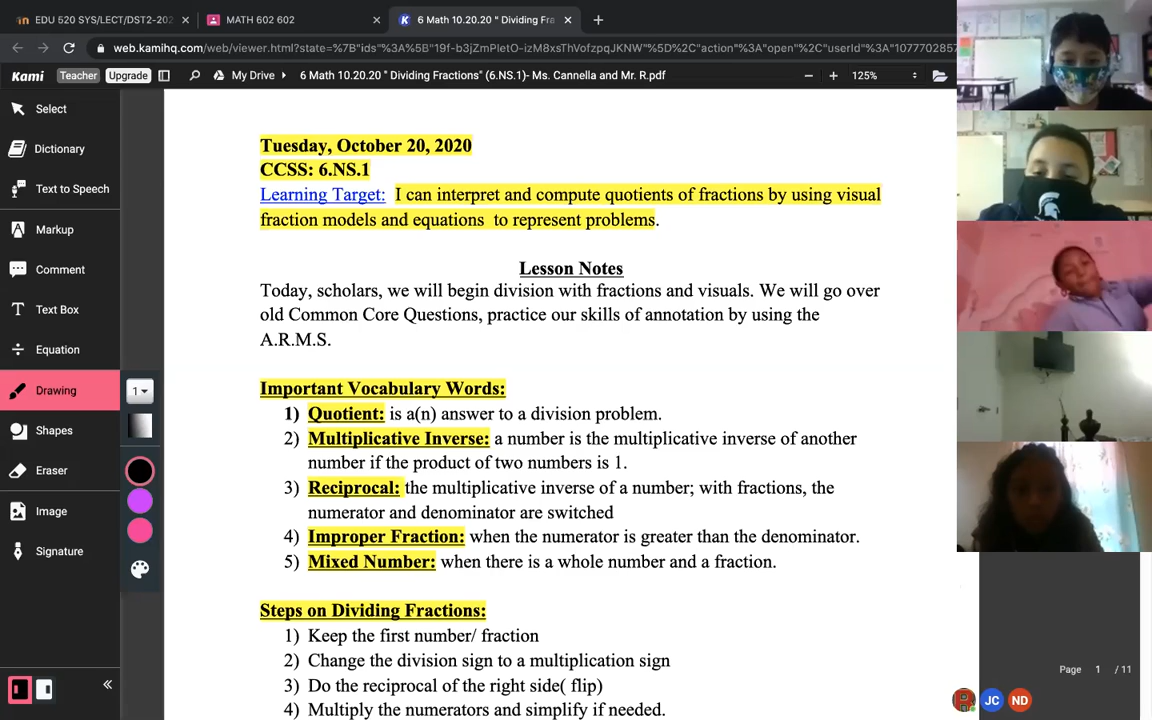 EDU 520 SYS/LECT/DST2-202
MATH 602 602
6 Math 10.20.20 " Dividing Fra
web.kamihq.com/web/viewer.html?state=%7B"ids"%3A%5B"19f-b3jZmPletO-izM8xsThVofzpqJKNW"%5D%2C"action"%3A"open"%2C"userId"%3A"1077702857
Kami Teacher Upgrade My Drive 6 Math 10.20.20 " Dividing Fractions" (6.NS.1)- Ms. Cannella and Mr. R.pdf 125%
Select
Dictionary
Text to Speech
Markup
Comment
Text Box
Equation
Drawing
1
Shapes
Eraser
Image
Signature
Tuesday, October 20, 2020
CCSS: 6.NS.1
Learning Target: I can interpret and compute quotients of fractions by using visual
fraction models and equations to represent problems.
Lesson Notes
Today, scholars, we will begin division with fractions and visuals. We will go over
old Common Core Questions, practice our skills of annotation by using the
A.R.M.S.
Important Vocabulary Words:
1) Quotient: is a(n) answer to a division problem.
2) Multiplicative Inverse: a number is the multiplicative inverse of another
number if the product of two numbers is 1.
3) Reciprocal: the multiplicative inverse of a number; with fractions, the
numerator and denominator are switched
4) Improper Fraction: when the numerator is greater than the denominator.
5) Mixed Number: when there is a whole number and a fraction.
Steps on Dividing Fractions:
1) Keep the first number/ fraction
2) Change the division sign to a multiplication sign
3) Do the reciprocal of the right side( flip)
4) Multiply the numerators and simplify if needed.
Page 1 / 11
JC ND